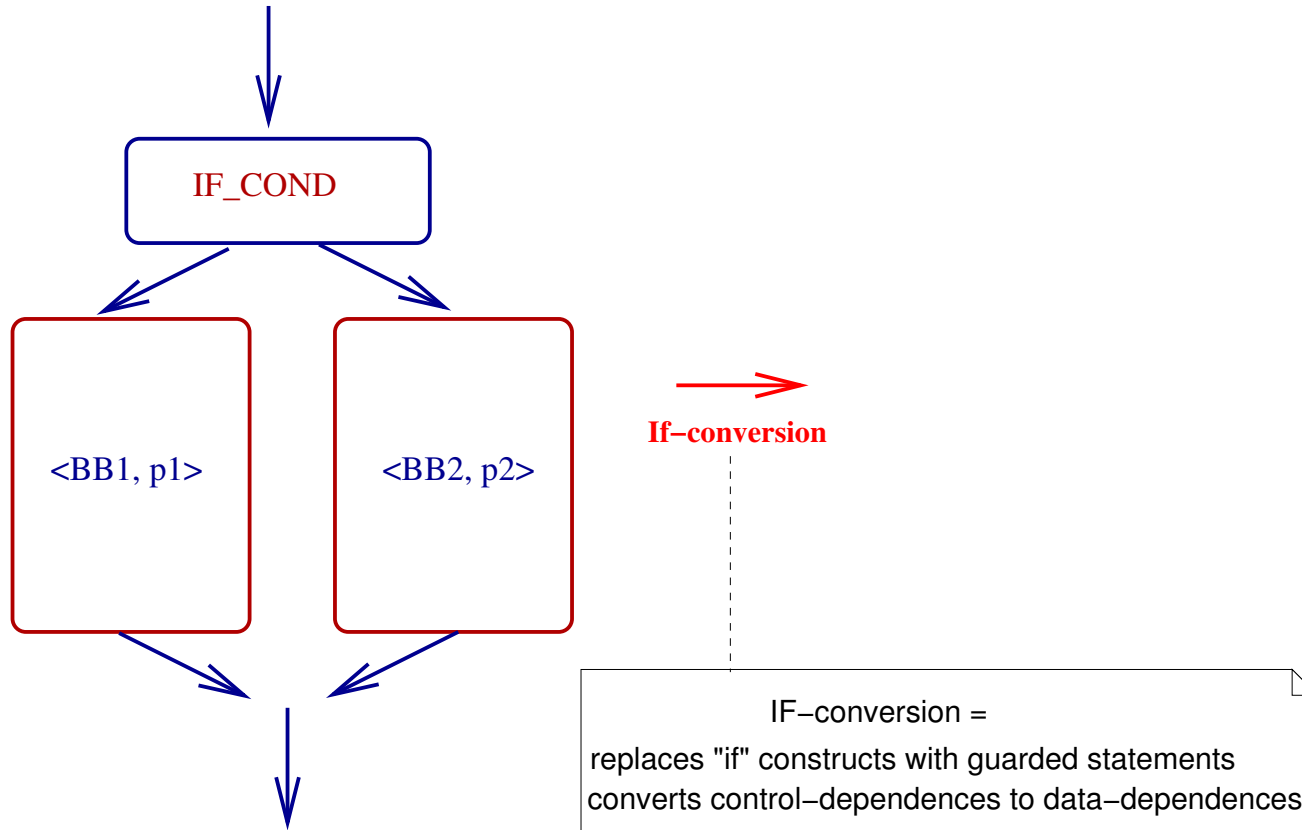 IF_COND
<BB1, p1>
<BB2, p2>
If−conversion
IF−conversion =
replaces "if" constructs with guarded statements
converts control−dependences to data−dependences